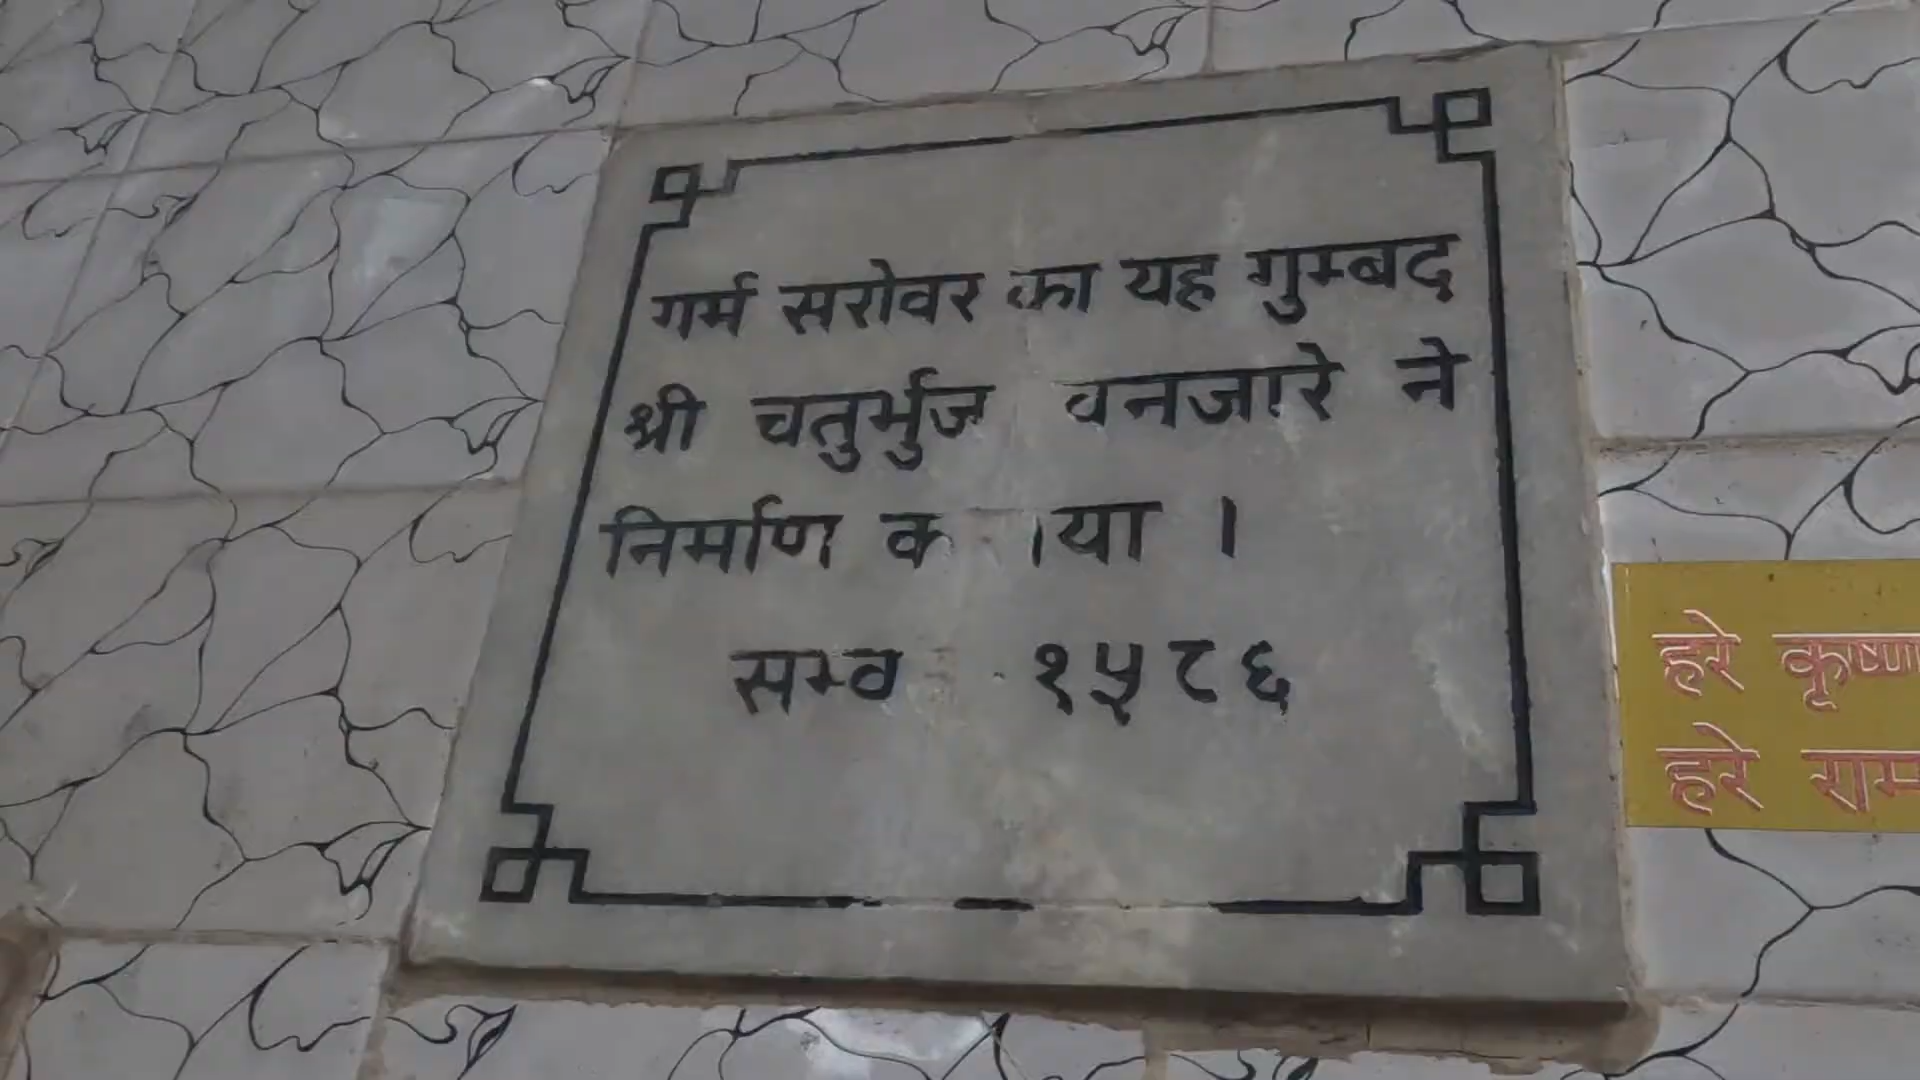 गर्म सरोवर का यह गुम्बद
श्री चतुर्भुज वनजारे ने
निर्माण क ाया ।
सम्व १५८६
हरे कृष्ण
हरे राम